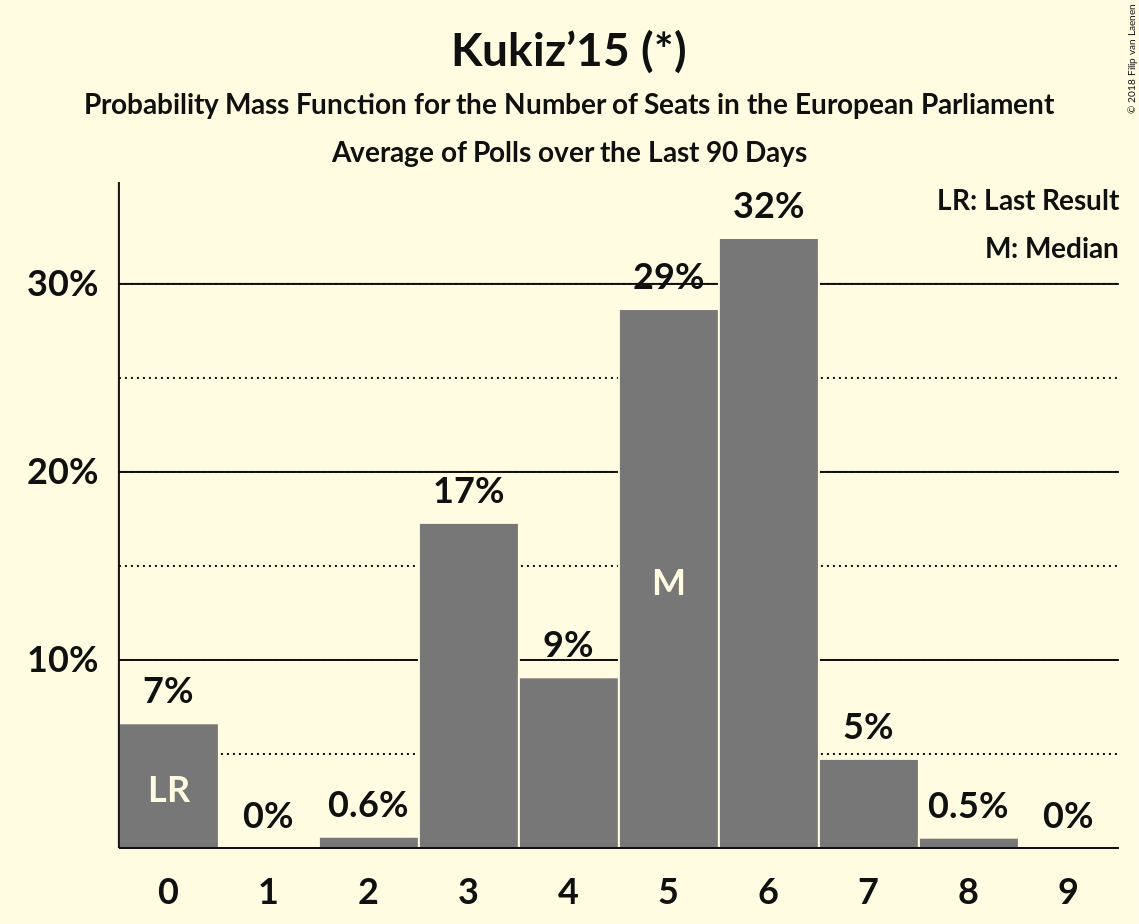 Kukiz’15 (*)
Probability Mass Function for the Number of Seats in the European Parliament
Average of Polls over the Last 90 Days
© 2018 Filip van Laenen
LR: Last Result
M: Median
32%
29%
30%
20%
17%
M
9%
10%
7%
5%
LR
0%
0.6%
0.5%
0%
0 1 2 3 4 5 6 7 8 9